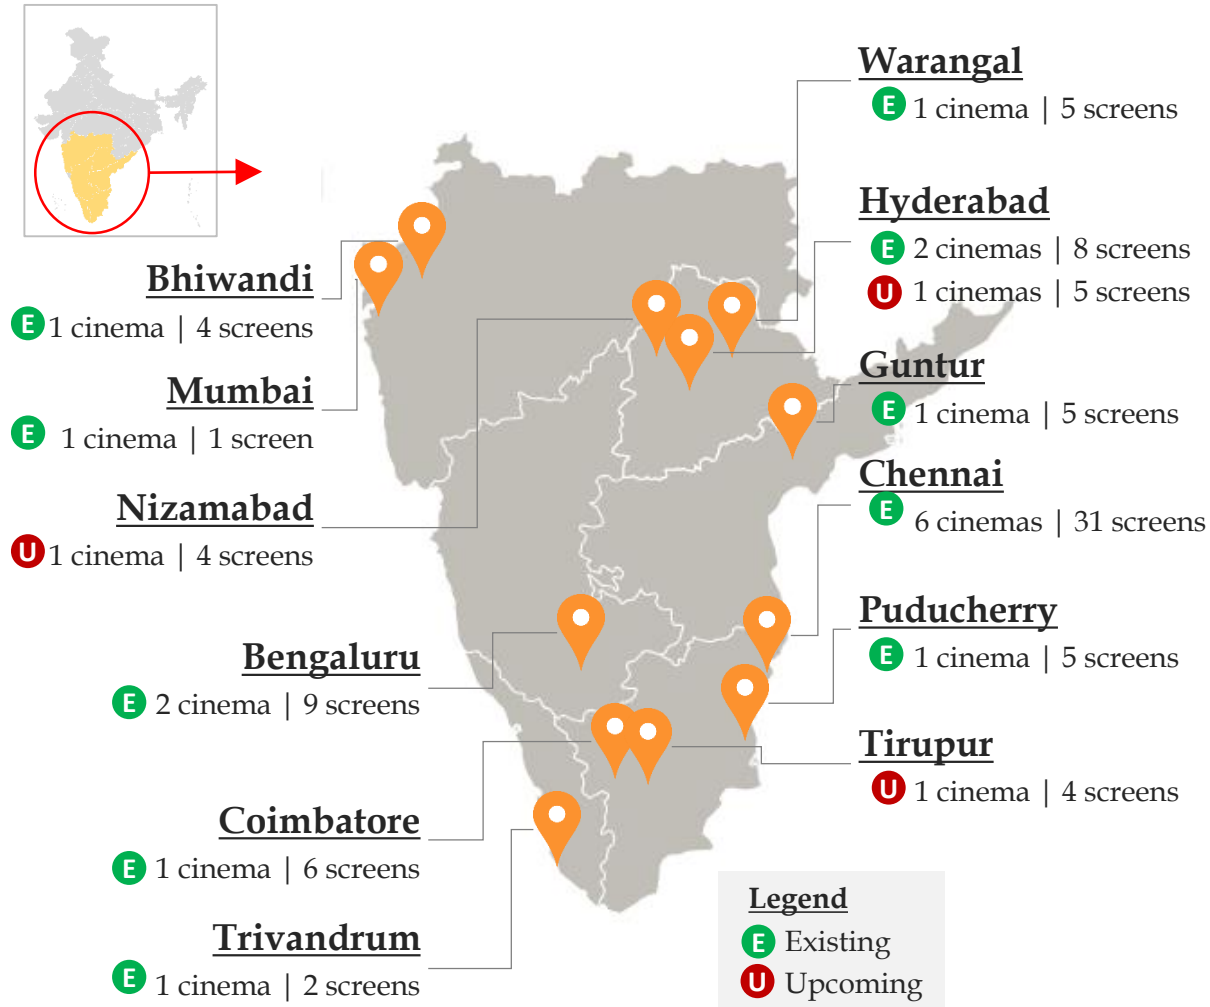 Bhiwandi
E 1 cinema | 4 screens
Mumbai
E 1 cinema | 1 screen
Nizamabad
U 1 cinema | 4 screens
Bengaluru
E 2 cinema | 9 screens
Coimbatore
E 1 cinema | 6 screens
Trivandrum
E 1 cinema | 2 screens
Warangal
E 1 cinema | 5 screens
Hyderabad
E 2 cinemas | 8 screens
U 1 cinemas | 5 screens
Guntur
E 1 cinema | 5 screens
Chennai
E 6 cinemas | 31 screens
Puducherry
E 1 cinema | 5 screens
Tirupur
U 1 cinema | 4 screens
Legend
E Existing
U Upcoming